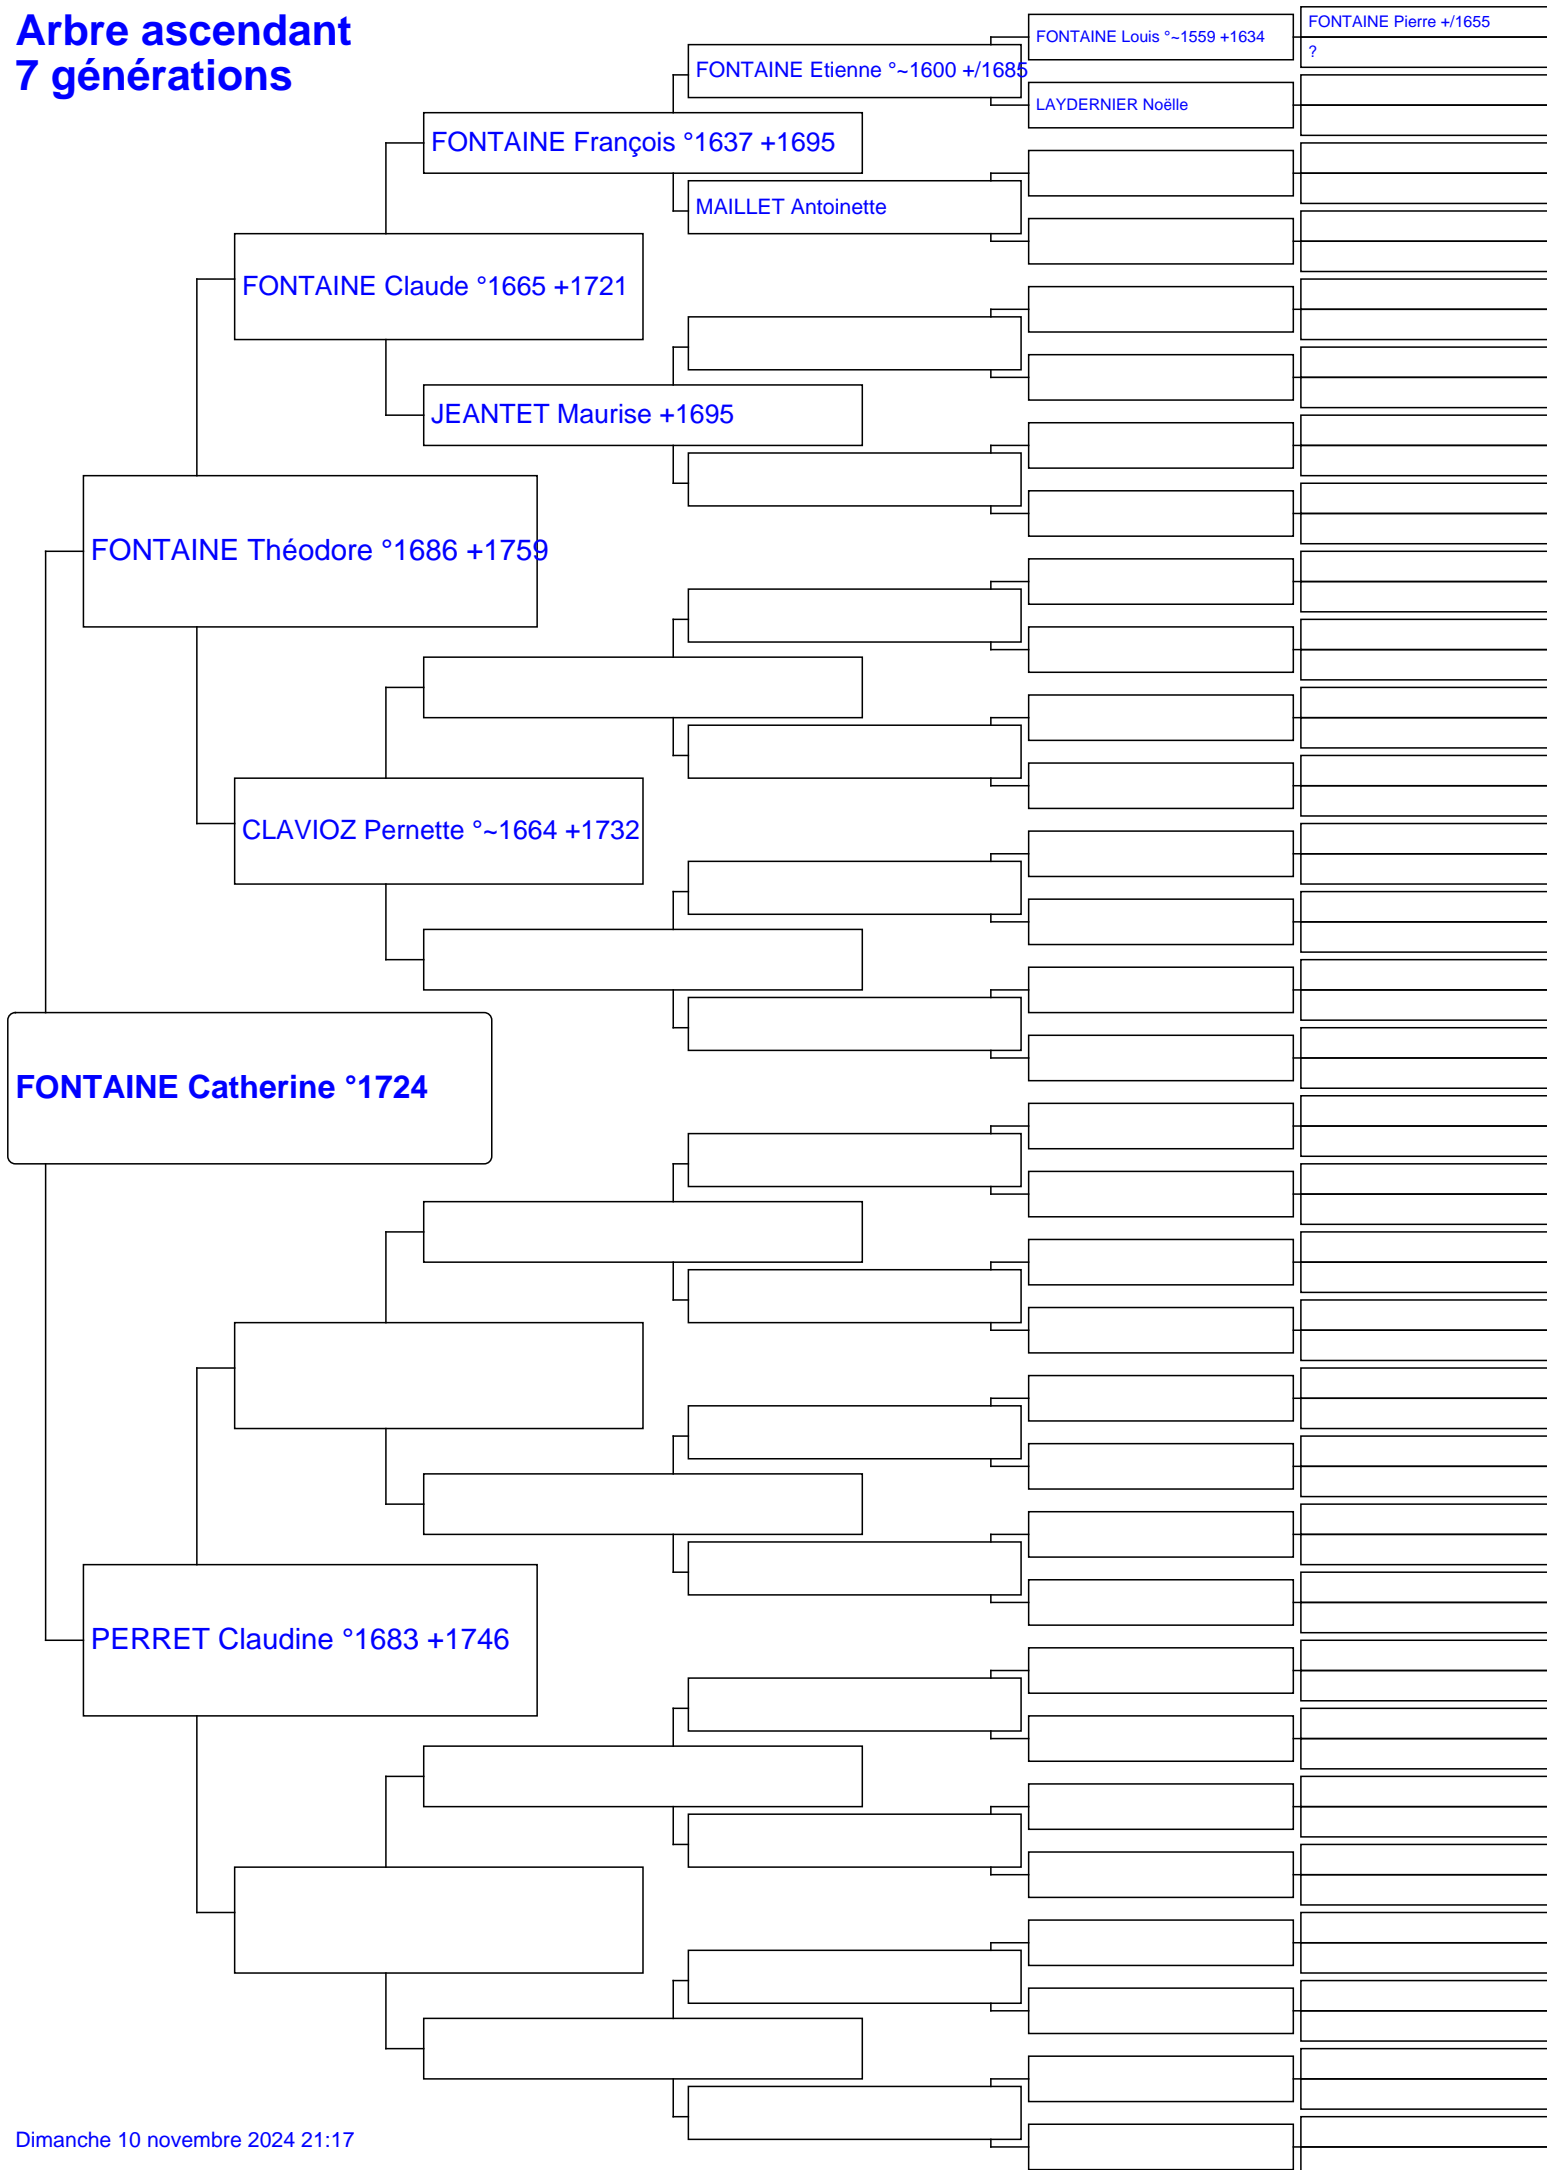 Arbre ascendant
7 générations
FONTAINE Pierre +/1655
?
FONTAINE Louis °~1559 +1634
FONTAINE Etienne °~1600 +/1685
LAYDERNIER Noëlle
FONTAINE François °1637 +1695
MAILLET Antoinette
FONTAINE Claude °1665 +1721
JEANTET Maurise +1695
FONTAINE Théodore °1686 +1759
CLAVIOZ Pernette °~1664 +1732
FONTAINE Catherine °1724
PERRET Claudine °1683 +1746
Dimanche 10 novembre 2024 21:17